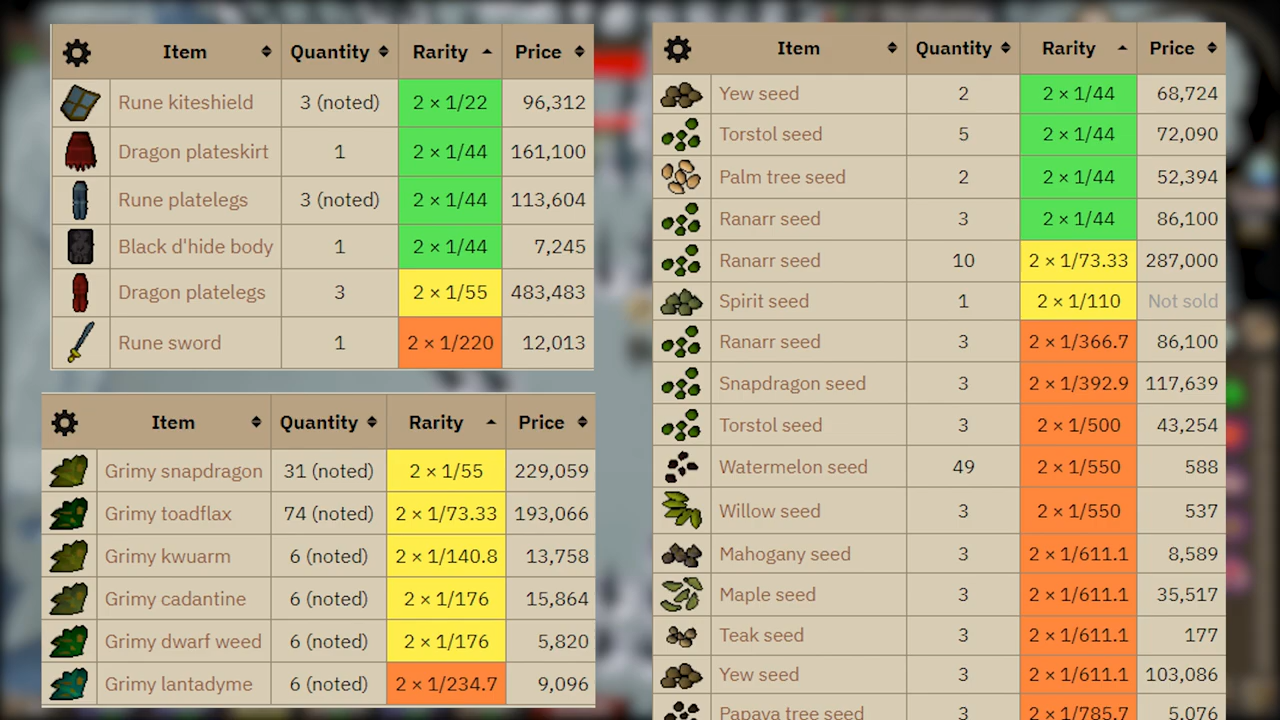 Item Quantity Rarity Price
Rune kiteshield 3 (noted) 2 × 1/22 96,312
Dragon plateskirt 1 2 × 1/44 161,100
Rune platelegs 3 (noted) 2 × 1/44 113,604
Black d'hide body 1 2 × 1/44 7,245
Dragon platelegs 3 2 × 1/55 483,483
Rune sword 1 2 × 1/220 12,013
Item Quantity Rarity Price
Grimy snapdragon 31 (noted) 2 × 1/55 229,059
Grimy toadflax 74 (noted) 2 × 1/73.33 193,066
Grimy kwuarm 6 (noted) 2 × 1/140.8 13,758
Grimy cadantine 6 (noted) 2 × 1/176 15,864
Grimy dwarf weed 6 (noted) 2 × 1/176 5,820
Grimy lantadyme 6 (noted) 2 × 1/234.7 9,096
Item Quantity Rarity Price
Yew seed 2 2 × 1/44 68,724
Torstol seed 5 2 × 1/44 72,090
Palm tree seed 2 2 × 1/44 52,394
Ranarr seed 3 2 × 1/44 86,100
Ranarr seed 10 2 × 1/73.33 287,000
Spirit seed 1 2 × 1/110 Not sold
Ranarr seed 3 2 × 1/366.7 86,100
Snapdragon seed 3 2 × 1/392.9 117,639
Torstol seed 3 2 × 1/500 43,254
Watermelon seed 49 2 × 1/550 588
Willow seed 3 2 × 1/550 537
Mahogany seed 3 2 × 1/611.1 8,589
Maple seed 3 2 × 1/611.1 35,517
Teak seed 3 2 × 1/611.1 177
Yew seed 3 2 × 1/611.1 103,086
Papaya tree seed 3 2 × 1/785.7 5,076